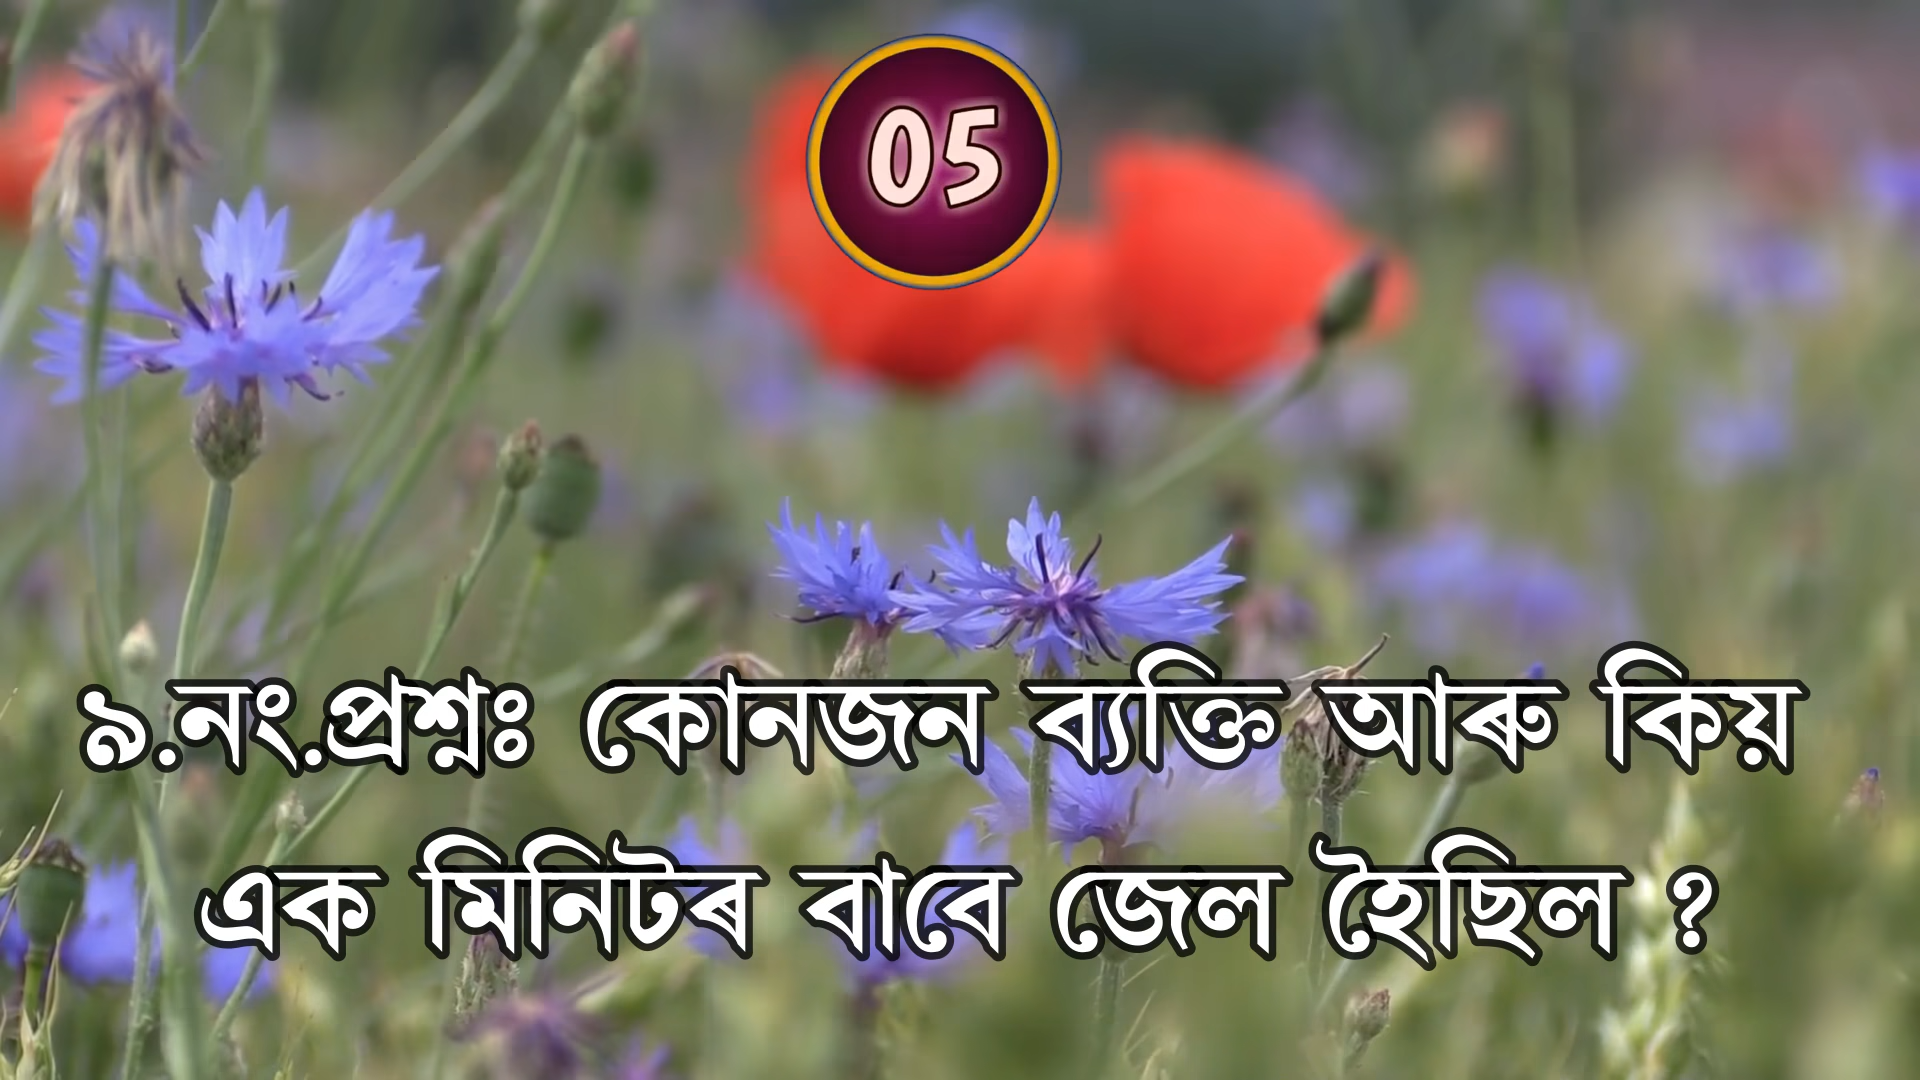 05
৯.নং.প্ৰশ্নঃ কোনজন ব্যক্তি আৰু কিয়
এক মিনিটৰ বাবে জেল হৈছিল ?